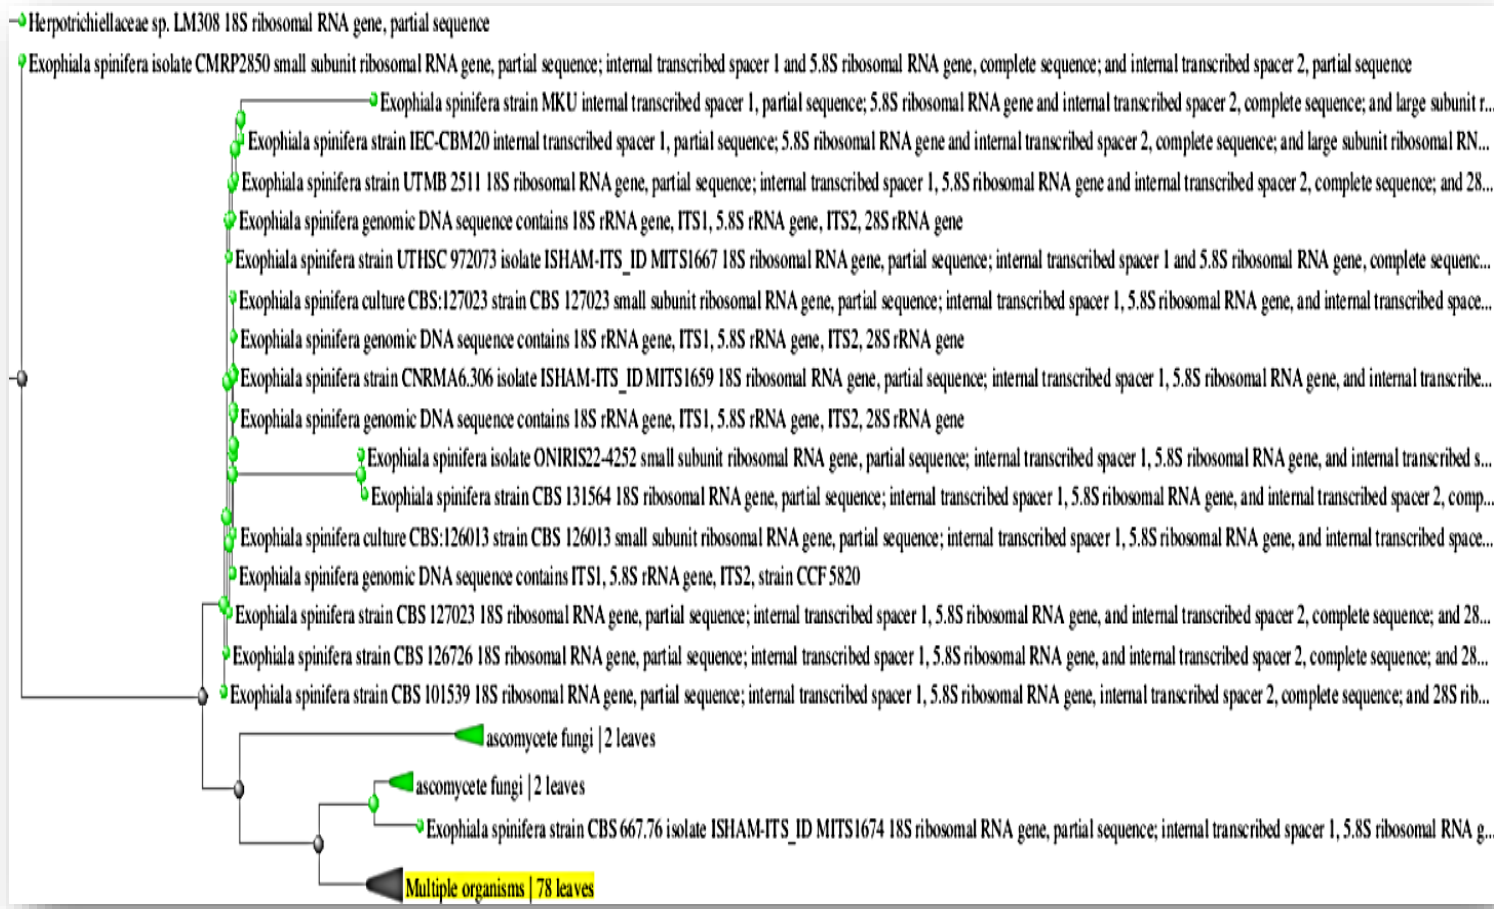 Herpotrichiellaceae sp. LM308 18S ribosomal RNA gene, partial sequence
Exophiala spinifera isolate CMRP2850 small subunit ribosomal RNA gene, partial sequence; internal transcribed spacer 1 and 5.8S ribosomal RNA gene, complete sequence; and internal transcribed spacer 2, partial sequence
Exophiala spinifera strain MKU internal transcribed spacer 1, partial sequence; 5.8S ribosomal RNA gene and internal transcribed spacer 2, complete sequence; and large subunit r...
Exophiala spinifera strain IEC-CBM20 internal transcribed spacer 1, partial sequence; 5.8S ribosomal RNA gene and internal transcribed spacer 2, complete sequence; and large subunit ribosomal RN...
Exophiala spinifera strain UTMB 2511 18S ribosomal RNA gene, partial sequence; internal transcribed spacer 1, 5.8S ribosomal RNA gene and internal transcribed spacer 2, complete sequence; and 28...
Exophiala spinifera genomic DNA sequence contains 18S rRNA gene, ITS1, 5.8S rRNA gene, ITS2, 28S rRNA gene
Exophiala spinifera strain UTHSC 972073 isolate ISHAM-ITS_ID MITS1667 18S ribosomal RNA gene, partial sequence; internal transcribed spacer 1 and 5.8S ribosomal RNA gene, complete sequenc...
Exophiala spinifera culture CBS:127023 strain CBS 127023 small subunit ribosomal RNA gene, partial sequence; internal transcribed spacer 1, 5.8S ribosomal RNA gene, and internal transcribed space...
Exophiala spinifera genomic DNA sequence contains 18S rRNA gene, ITS1, 5.8S rRNA gene, ITS2, 28S rRNA gene
Exophiala spinifera strain CNRMA6.306 isolate ISHAM-ITS_ID MITS1659 18S ribosomal RNA gene, partial sequence; internal transcribed spacer 1, 5.8S ribosomal RNA gene, and internal transcribe...
Exophiala spinifera genomic DNA sequence contains 18S rRNA gene, ITS1, 5.8S rRNA gene, ITS2, 28S rRNA gene
Exophiala spinifera isolate ONIRIS22-4252 small subunit ribosomal RNA gene, partial sequence; internal transcribed spacer 1, 5.8S ribosomal RNA gene, and internal transcribed s...
Exophiala spinifera strain CBS 131564 18S ribosomal RNA gene, partial sequence; internal transcribed spacer 1, 5.8S ribosomal RNA gene, and internal transcribed spacer 2, comp...
Exophiala spinifera culture CBS:126013 strain CBS 126013 small subunit ribosomal RNA gene, partial sequence; internal transcribed spacer 1, 5.8S ribosomal RNA gene, and internal transcribed space...
Exophiala spinifera genomic DNA sequence contains ITS1, 5.8S rRNA gene, ITS2, strain CCF 5820
Exophiala spinifera strain CBS 127023 18S ribosomal RNA gene, partial sequence; internal transcribed spacer 1, 5.8S ribosomal RNA gene, and internal transcribed spacer 2, complete sequence; and 28...
Exophiala spinifera strain CBS 126726 18S ribosomal RNA gene, partial sequence; internal transcribed spacer 1, 5.8S ribosomal RNA gene, and internal transcribed spacer 2, complete sequence; and 28...
Exophiala spinifera strain CBS 101539 18S ribosomal RNA gene, partial sequence; internal transcribed spacer 1, 5.8S ribosomal RNA gene, internal transcribed spacer 2, complete sequence; and 28S rib...
ascomycete fungi | 2 leaves
ascomycete fungi | 2 leaves
Exophiala spinifera strain CBS 667.76 isolate ISHAM-ITS_ID MITS1674 18S ribosomal RNA gene, partial sequence; internal transcribed spacer 1, 5.8S ribosomal RNA g...
Multiple organisms | 78 leaves